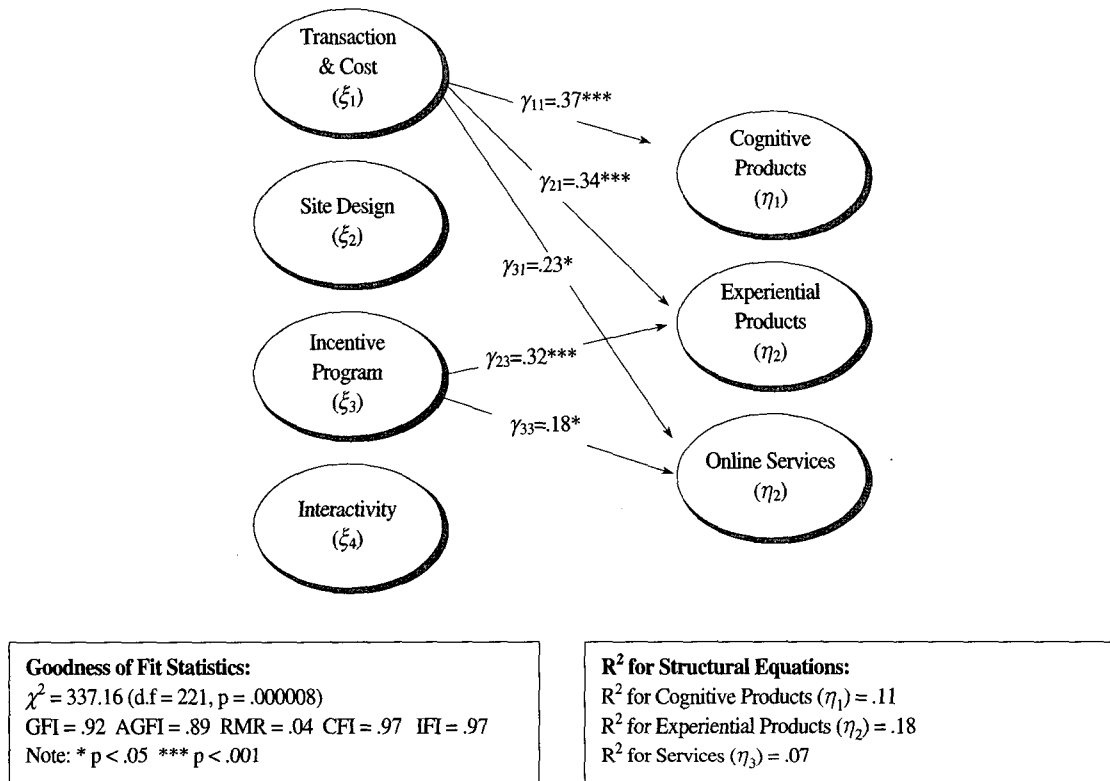 Transaction
& Cost
(ξ₁)
γ₁₁=.37***
Cognitive
Products
(η₁)
γ₂₁=.34***
Site Design
(ξ₂)
γ₃₁=.23*
Experiential
Products
(η₂)
Incentive
Program
(ξ₃)
γ₂₃=.32***
γ₃₃=.18*
Online Services
(η₂)
Interactivity
(ξ₄)
Goodness of Fit Statistics:
χ² = 337.16 (d.f = 221, p = .000008)
GFI = .92 AGFI = .89 RMR = .04 CFI = .97 IFI = .97
Note: * p < .05 *** p < .001
R² for Structural Equations:
R² for Cognitive Products (η₁) = .11
R² for Experiential Products (η₂) = .18
R² for Services (η₃) = .07